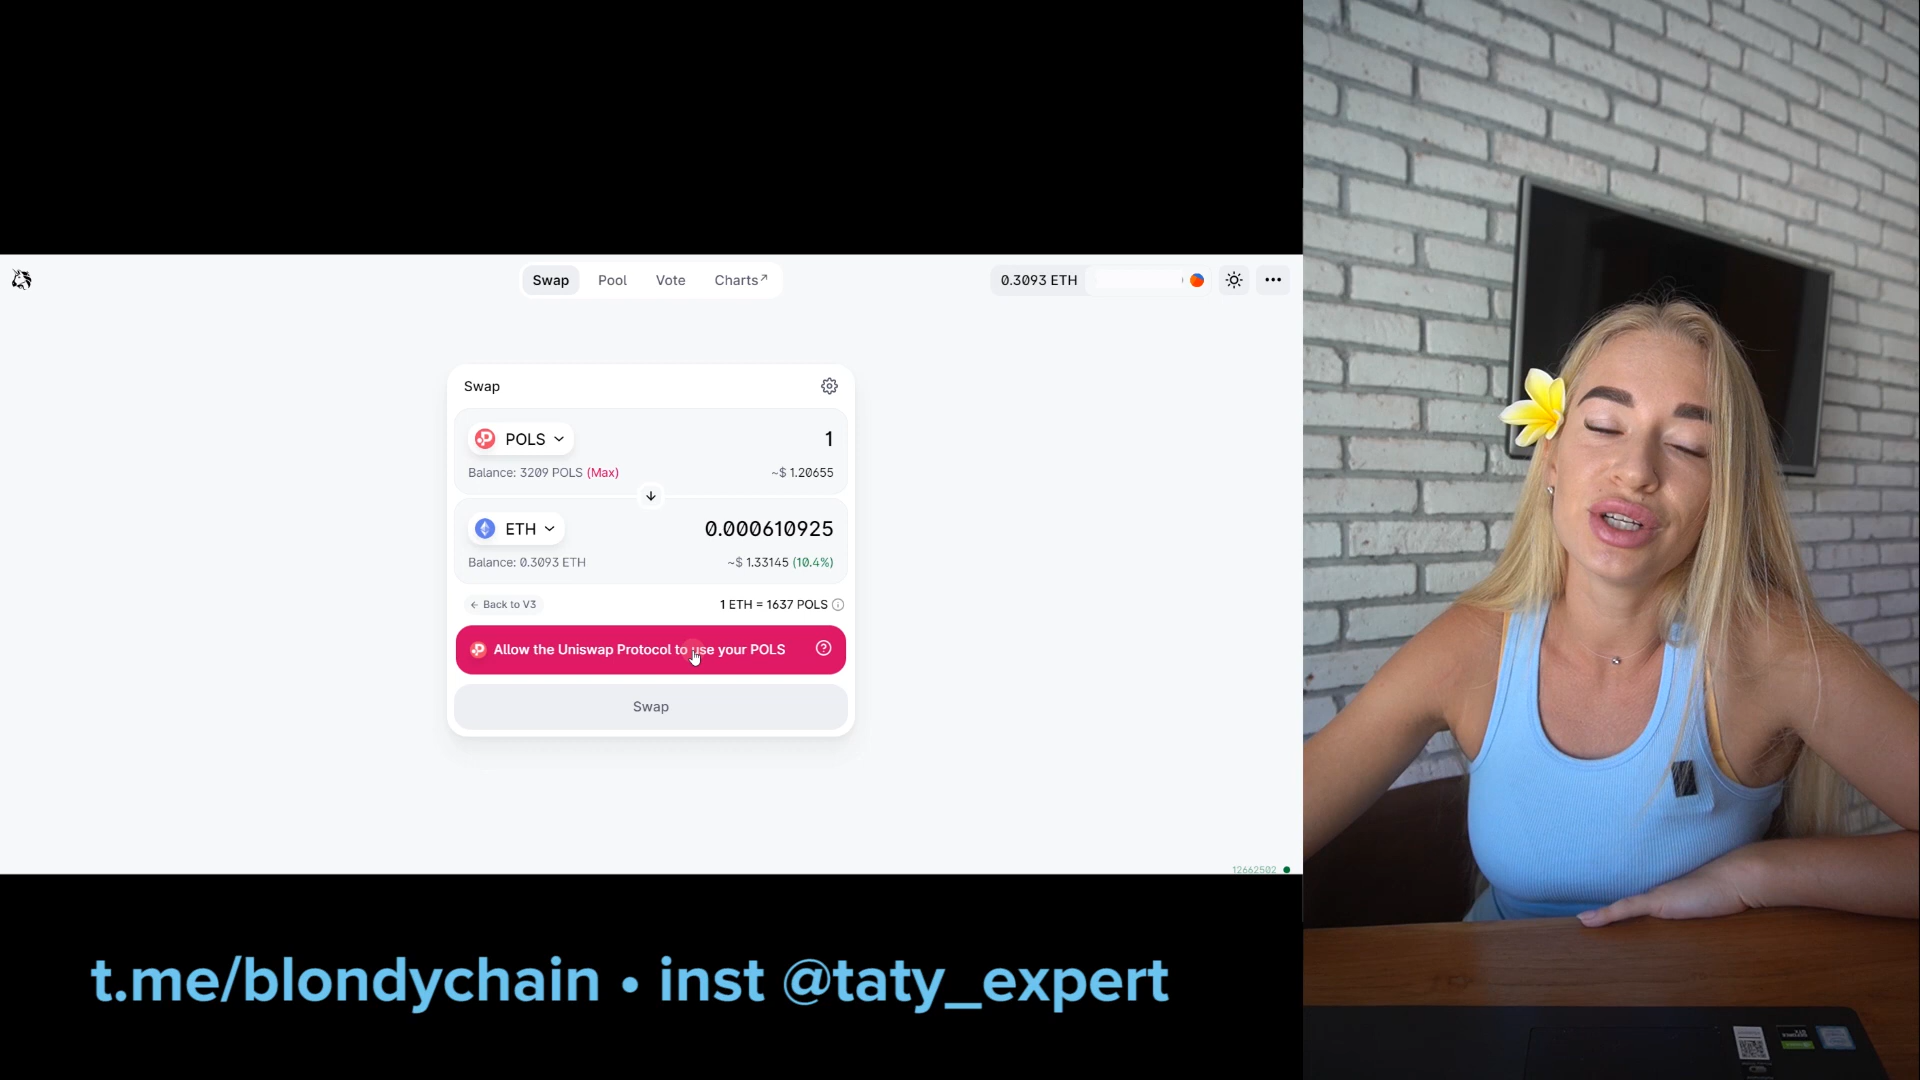 Swap
Pool
Vote
Charts↗
0.3093 ETH
Swap
POLS
1
Balance: 3209 POLS (Max)
~$ 1.20655
ETH
0.000610925
Balance: 0.3093 ETH
~$ 1.33145 (10.4%)
← Back to V3
1 ETH = 1637 POLS
Allow the Uniswap Protocol to use your POLS
Swap
12662502
t.me/blondychain • inst @taty_expert